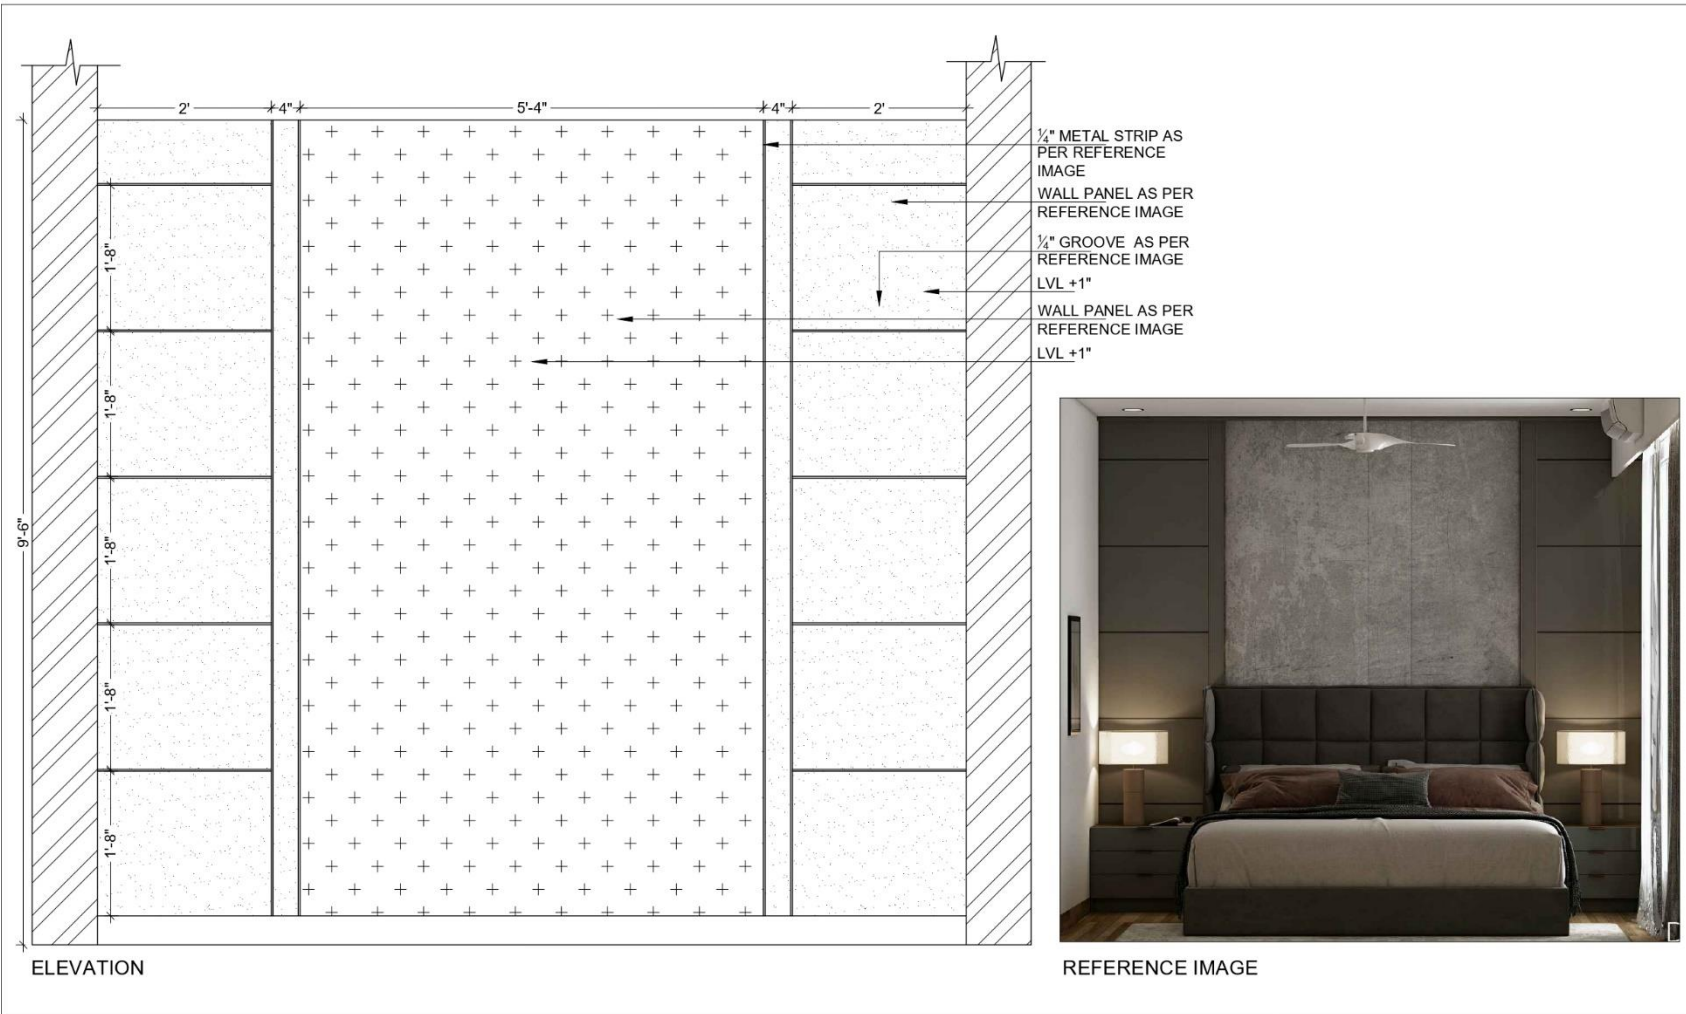 2'
4"
5'-4"
4"
2'
1'-8"
1'-8"
1'-8"
1'-8"
1'-8"
9'-6"
¼" METAL STRIP AS
PER REFERENCE
IMAGE
WALL PANEL AS PER
REFERENCE IMAGE
¼" GROOVE AS PER
REFERENCE IMAGE
LVL +1"
WALL PANEL AS PER
REFERENCE IMAGE
LVL +1"
ELEVATION
REFERENCE IMAGE